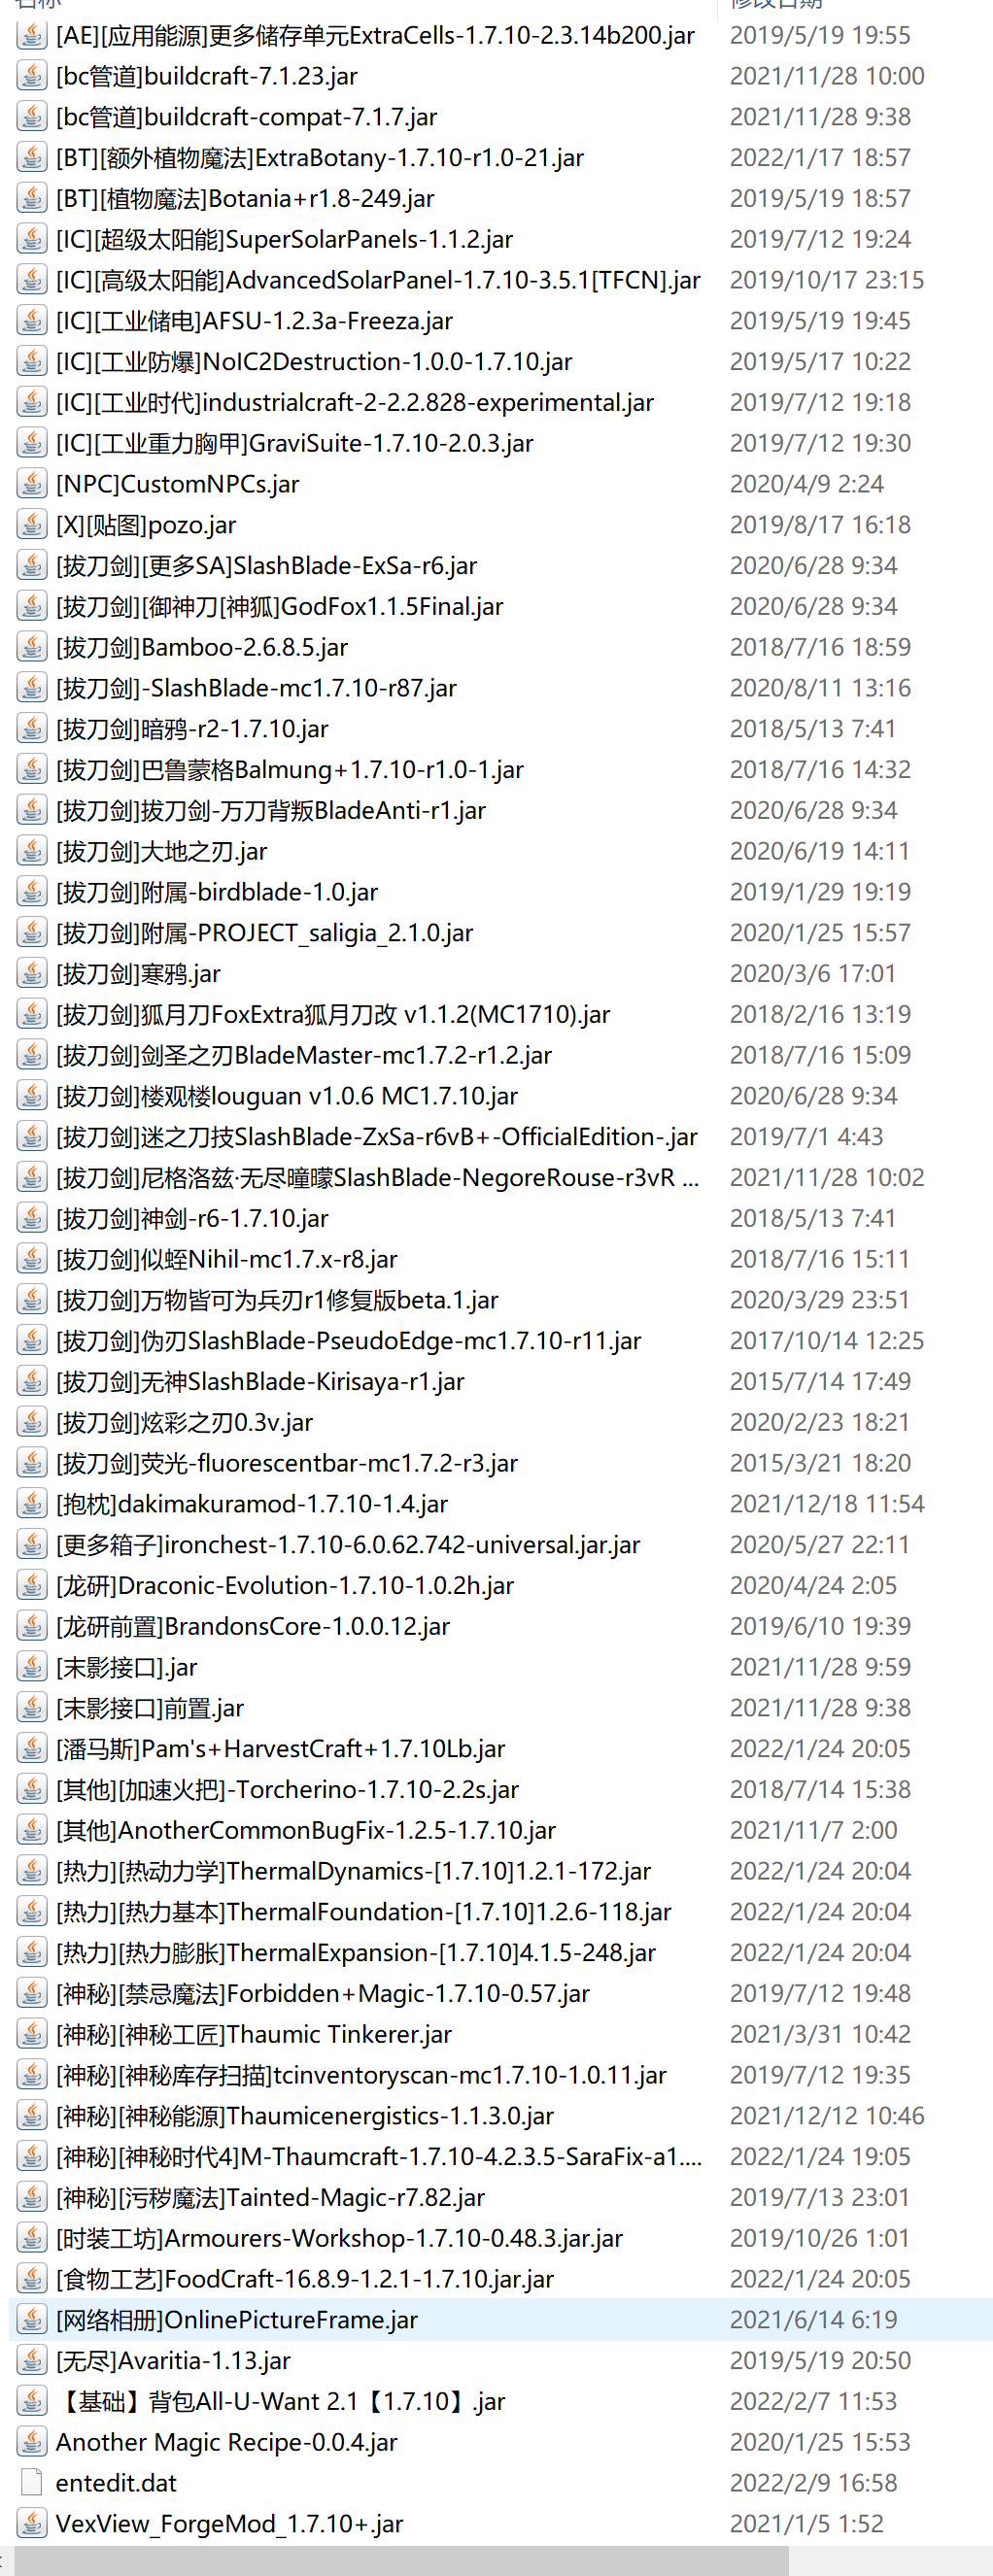 名称 修改日期
[AE][应用能源]更多储存单元ExtraCells-1.7.10-2.3.14b200.jar 2019/5/19 19:55
[bc管道]buildcraft-7.1.23.jar 2021/11/28 10:00
[bc管道]buildcraft-compat-7.1.7.jar 2021/11/28 9:38
[BT][额外植物魔法]ExtraBotany-1.7.10-r1.0-21.jar 2022/1/17 18:57
[BT][植物魔法]Botania+r1.8-249.jar 2019/5/19 18:57
[IC][超级太阳能]SuperSolarPanels-1.1.2.jar 2019/7/12 19:24
[IC][高级太阳能]AdvancedSolarPanel-1.7.10-3.5.1[TFCN].jar 2019/10/17 23:15
[IC][工业储电]AFSU-1.2.3a-Freeza.jar 2019/5/19 19:45
[IC][工业防爆]NoIC2Destruction-1.0.0-1.7.10.jar 2019/5/17 10:22
[IC][工业时代]industrialcraft-2-2.2.828-experimental.jar 2019/7/12 19:18
[IC][工业重力胸甲]GraviSuite-1.7.10-2.0.3.jar 2019/7/12 19:30
[NPC]CustomNPCs.jar 2020/4/9 2:24
[X][贴图]pozo.jar 2019/8/17 16:18
[拔刀剑][更多SA]SlashBlade-ExSa-r6.jar 2020/6/28 9:34
[拔刀剑][御神刀[神狐]GodFox1.1.5Final.jar 2020/6/28 9:34
[拔刀剑]Bamboo-2.6.8.5.jar 2018/7/16 18:59
[拔刀剑]-SlashBlade-mc1.7.10-r87.jar 2020/8/11 13:16
[拔刀剑]暗鸦-r2-1.7.10.jar 2018/5/13 7:41
[拔刀剑]巴鲁蒙格Balmung+1.7.10-r1.0-1.jar 2018/7/16 14:32
[拔刀剑]拔刀剑-万刀背叛BladeAnti-r1.jar 2020/6/28 9:34
[拔刀剑]大地之刃.jar 2020/6/19 14:11
[拔刀剑]附属-birdblade-1.0.jar 2019/1/29 19:19
[拔刀剑]附属-PROJECT_saligia_2.1.0.jar 2020/1/25 15:57
[拔刀剑]寒鸦.jar 2020/3/6 17:01
[拔刀剑]狐月刀FoxExtra狐月刀改 v1.1.2(MC1710).jar 2018/2/16 13:19
[拔刀剑]剑圣之刃BladeMaster-mc1.7.2-r1.2.jar 2018/7/16 15:09
[拔刀剑]楼观楼louguan v1.0.6 MC1.7.10.jar 2020/6/28 9:34
[拔刀剑]迷之刀技SlashBlade-ZxSa-r6vB+-OfficialEdition-.jar 2019/7/1 4:43
[拔刀剑]尼格洛兹·无尽曈曚SlashBlade-NegoreRouse-r3vR ... 2021/11/28 10:02
[拔刀剑]神剑-r6-1.7.10.jar 2018/5/13 7:41
[拔刀剑]似蛭Nihil-mc1.7.x-r8.jar 2018/7/16 15:11
[拔刀剑]万物皆可为兵刃r1修复版beta.1.jar 2020/3/29 23:51
[拔刀剑]伪刃SlashBlade-PseudoEdge-mc1.7.10-r11.jar 2017/10/14 12:25
[拔刀剑]无神SlashBlade-Kirisaya-r1.jar 2015/7/14 17:49
[拔刀剑]炫彩之刃0.3v.jar 2020/2/23 18:21
[拔刀剑]荧光-fluorescentbar-mc1.7.2-r3.jar 2015/3/21 18:20
[抱枕]dakimakuramod-1.7.10-1.4.jar 2021/12/18 11:54
[更多箱子]ironchest-1.7.10-6.0.62.742-universal.jar.jar 2020/5/27 22:11
[龙研]Draconic-Evolution-1.7.10-1.0.2h.jar 2020/4/24 2:05
[龙研前置]BrandonsCore-1.0.0.12.jar 2019/6/10 19:39
[末影接口].jar 2021/11/28 9:59
[末影接口]前置.jar 2021/11/28 9:38
[潘马斯]Pam's+HarvestCraft+1.7.10Lb.jar 2022/1/24 20:05
[其他][加速火把]-Torcherino-1.7.10-2.2s.jar 2018/7/14 15:38
[其他]AnotherCommonBugFix-1.2.5-1.7.10.jar 2021/11/7 2:00
[热力][热动力学]ThermalDynamics-[1.7.10]1.2.1-172.jar 2022/1/24 20:04
[热力][热力基本]ThermalFoundation-[1.7.10]1.2.6-118.jar 2022/1/24 20:04
[热力][热力膨胀]ThermalExpansion-[1.7.10]4.1.5-248.jar 2022/1/24 20:04
[神秘][禁忌魔法]Forbidden+Magic-1.7.10-0.57.jar 2019/7/12 19:48
[神秘][神秘工匠]Thaumic Tinkerer.jar 2021/3/31 10:42
[神秘][神秘库存扫描]tcinventoryscan-mc1.7.10-1.0.11.jar 2019/7/12 19:35
[神秘][神秘能源]Thaumicenergistics-1.1.3.0.jar 2021/12/12 10:46
[神秘][神秘时代4]M-Thaumcraft-1.7.10-4.2.3.5-SaraFix-a1.... 2022/1/24 19:05
[神秘][污秽魔法]Tainted-Magic-r7.82.jar 2019/7/13 23:01
[时装工坊]Armourers-Workshop-1.7.10-0.48.3.jar.jar 2019/10/26 1:01
[食物工艺]FoodCraft-16.8.9-1.2.1-1.7.10.jar.jar 2022/1/24 20:05
[网络相册]OnlinePictureFrame.jar 2021/6/14 6:19
[无尽]Avaritia-1.13.jar 2019/5/19 20:50
【基础】背包All-U-Want 2.1【1.7.10】.jar 2022/2/7 11:53
Another Magic Recipe-0.0.4.jar 2020/1/25 15:53
entedit.dat 2022/2/9 16:58
VexView_ForgeMod_1.7.10+.jar 2021/1/5 1:52